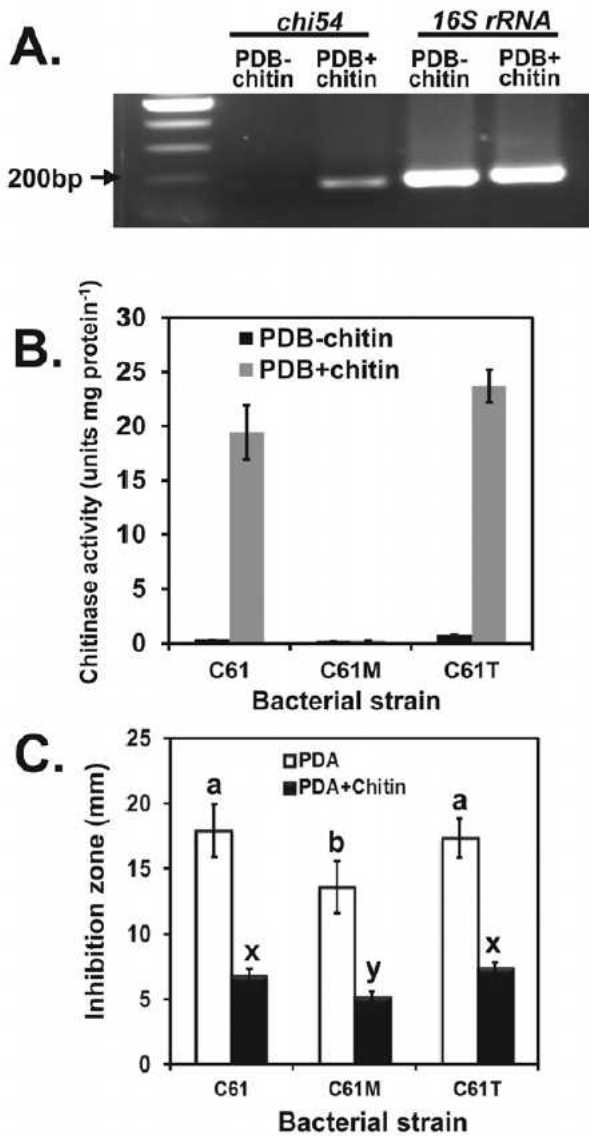 A.
chi54 16S rRNA
PDB- PDB+ PDB- PDB+
chitin chitin chitin chitin
200bp
B.
Chitinase activity (units mg protein-1)
30
25
20
15
10
5
0
PDB-chitin
PDB+chitin
C61 C61M C61T
Bacterial strain
C.
Inhibition zone (mm)
25
20
15
10
5
0
PDA
PDA+Chitin
a b a
x y x
C61 C61M C61T
Bacterial strain